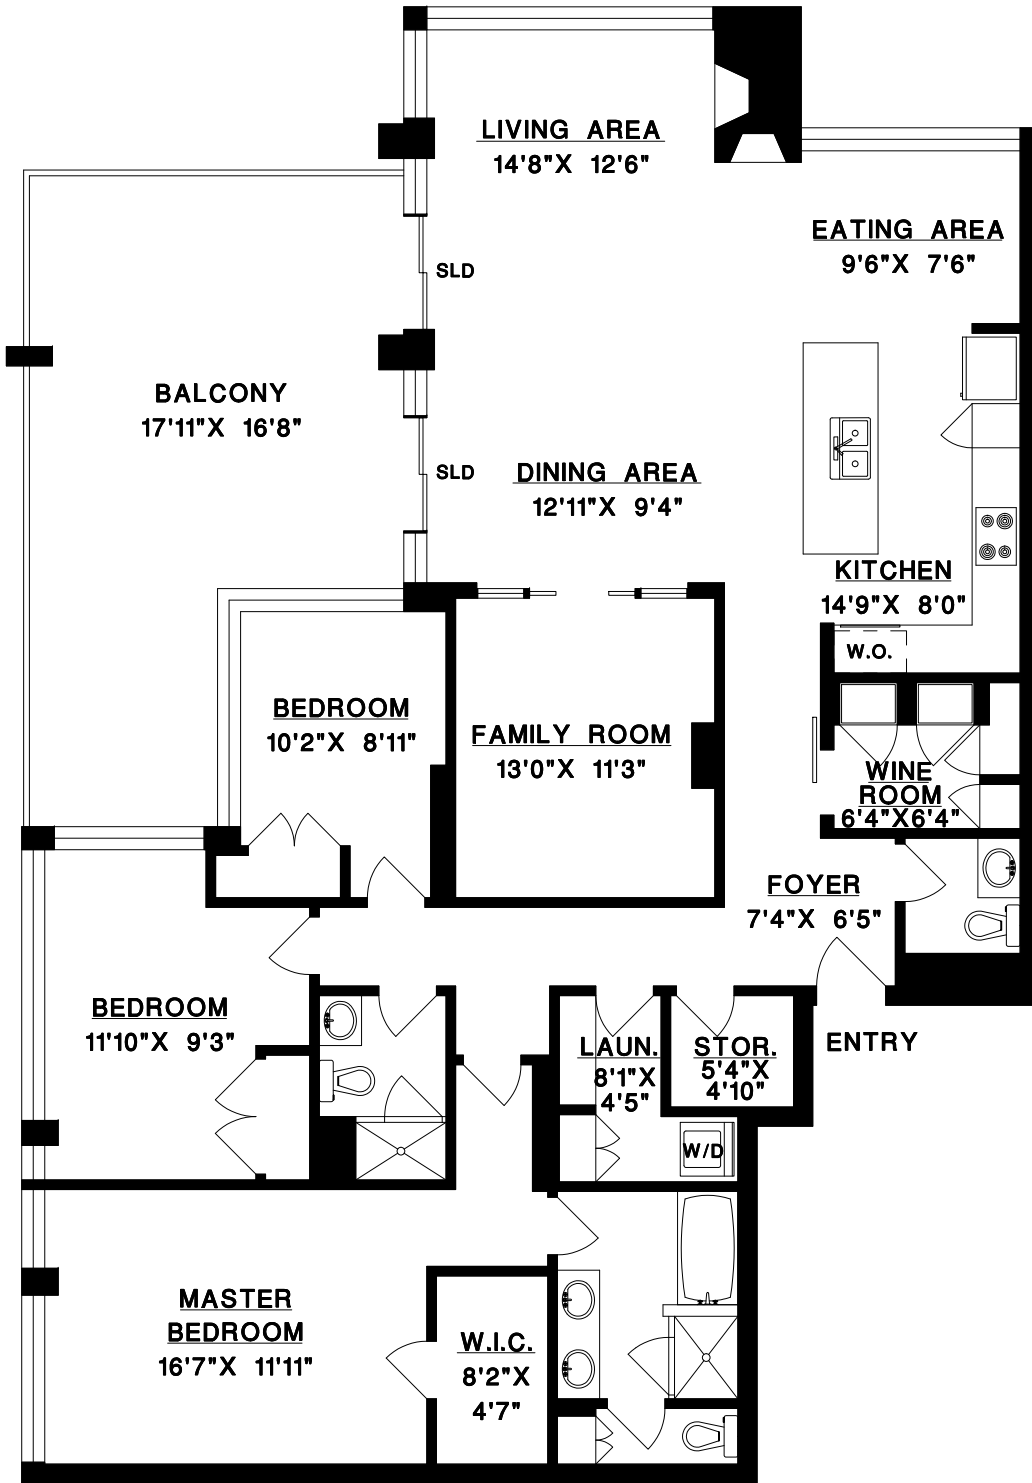 LIVING AREA
14'8"X 12'6"
EATING AREA
9'6"X 7'6"
SLD
BALCONY
17'11"X 16'8"
SLD
DINING AREA
12'11"X 9'4"
KITCHEN
14'9"X 8'0"
W.O.
BEDROOM
10'2"X 8'11"
FAMILY ROOM
13'0"X 11'3"
WINE
ROOM
6'4"X6'4"
FOYER
7'4"X 6'5"
BEDROOM
11'10"X 9'3"
LAUN.
8'1"X
4'5"
STOR.
5'4"X
4'10"
ENTRY
W/D
MASTER
BEDROOM
16'7"X 11'11"
W.I.C.
8'2"X
4'7"